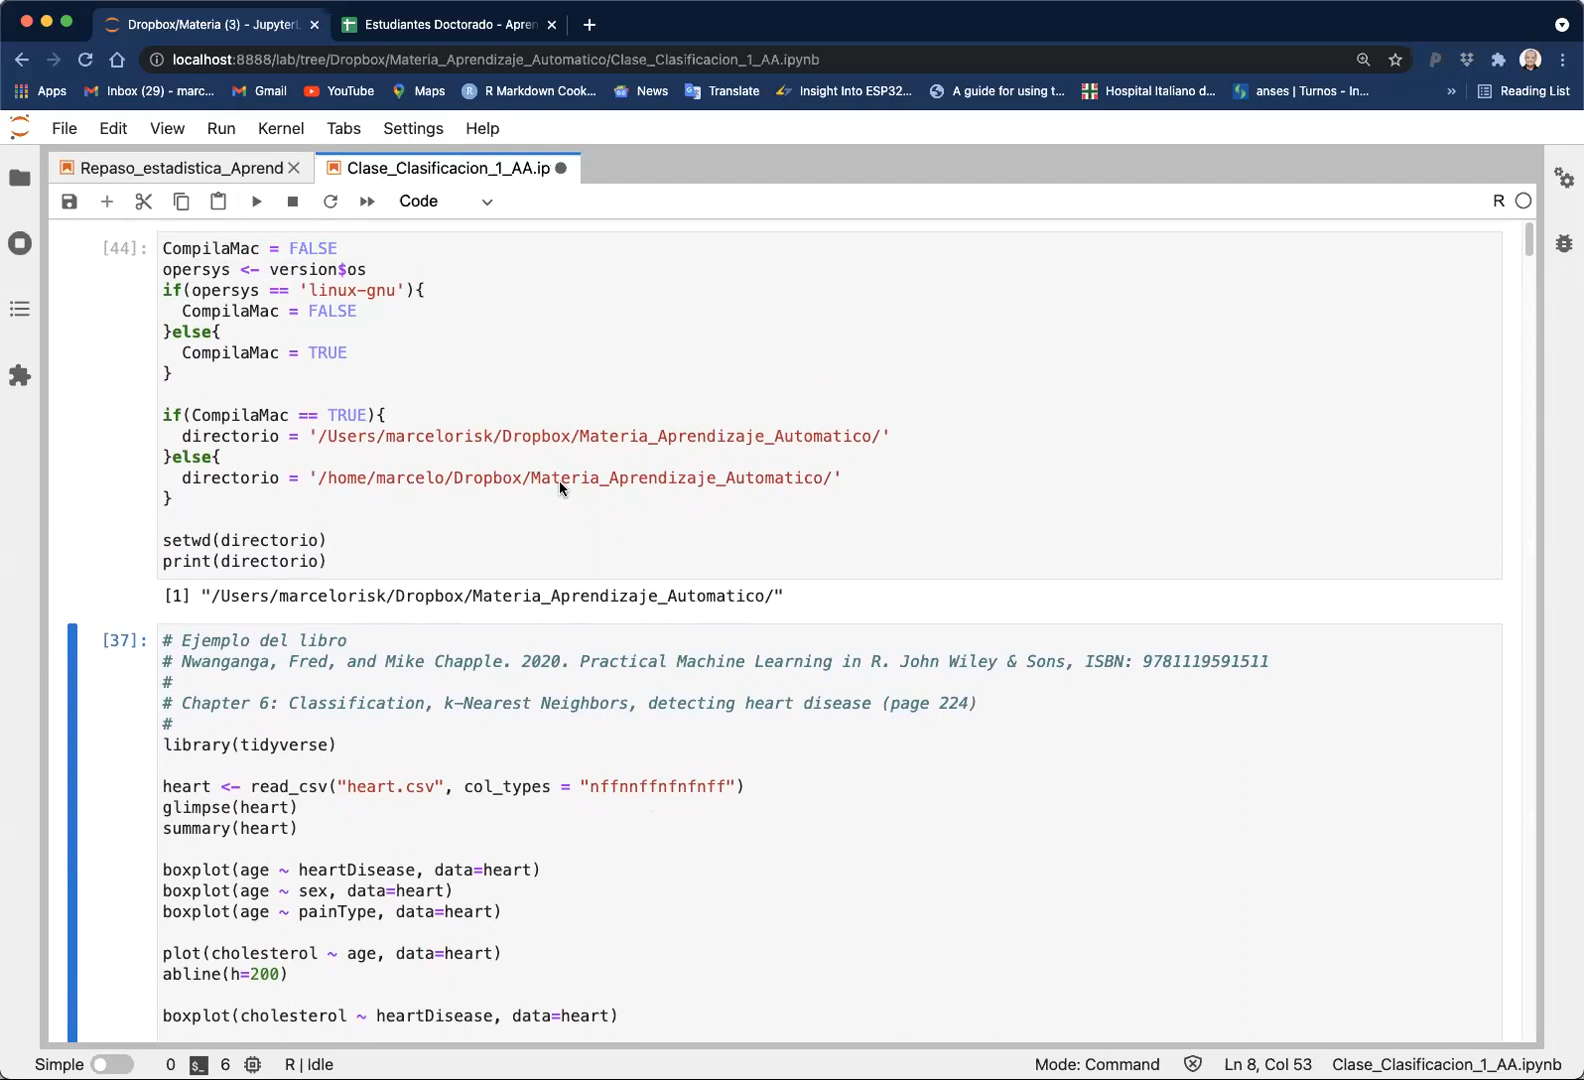 Dropbox/Materia (3) - JupyterL
Estudiantes Doctorado - Apren
localhost:8888/lab/tree/Dropbox/Materia_Aprendizaje_Automatico/Clase_Clasificacion_1_AA.ipynb
Apps
Inbox (29) - marc...
Gmail
YouTube
Maps
R Markdown Cook...
News
Translate
Insight Into ESP32...
A guide for using t...
Hospital Italiano d...
anses | Turnos - In...
»
Reading List
File Edit View Run Kernel Tabs Settings Help
Repaso_estadistica_Aprend
Clase_Clasificacion_1_AA.ip
Code
R
[44]:
CompilaMac = FALSE
opersys <- version$os
if(opersys == 'linux-gnu'){
CompilaMac = FALSE
}else{
CompilaMac = TRUE
}
if(CompilaMac == TRUE){
directorio = '/Users/marcelorisk/Dropbox/Materia_Aprendizaje_Automatico/'
}else{
directorio = '/home/marcelo/Dropbox/Materia_Aprendizaje_Automatico/'
}
setwd(directorio)
print(directorio)
[1] "/Users/marcelorisk/Dropbox/Materia_Aprendizaje_Automatico/"
[37]:
# Ejemplo del libro
# Nwanganga, Fred, and Mike Chapple. 2020. Practical Machine Learning in R. John Wiley & Sons, ISBN: 9781119591511
#
# Chapter 6: Classification, k-Nearest Neighbors, detecting heart disease (page 224)
#
library(tidyverse)
heart <- read_csv("heart.csv", col_types = "nffnnffnfnfnff")
glimpse(heart)
summary(heart)
boxplot(age ~ heartDisease, data=heart)
boxplot(age ~ sex, data=heart)
boxplot(age ~ painType, data=heart)
plot(cholesterol ~ age, data=heart)
abline(h=200)
boxplot(cholesterol ~ heartDisease, data=heart)
Simple 0 6 R | Idle Mode: Command Ln 8, Col 53 Clase_Clasificacion_1_AA.ipynb